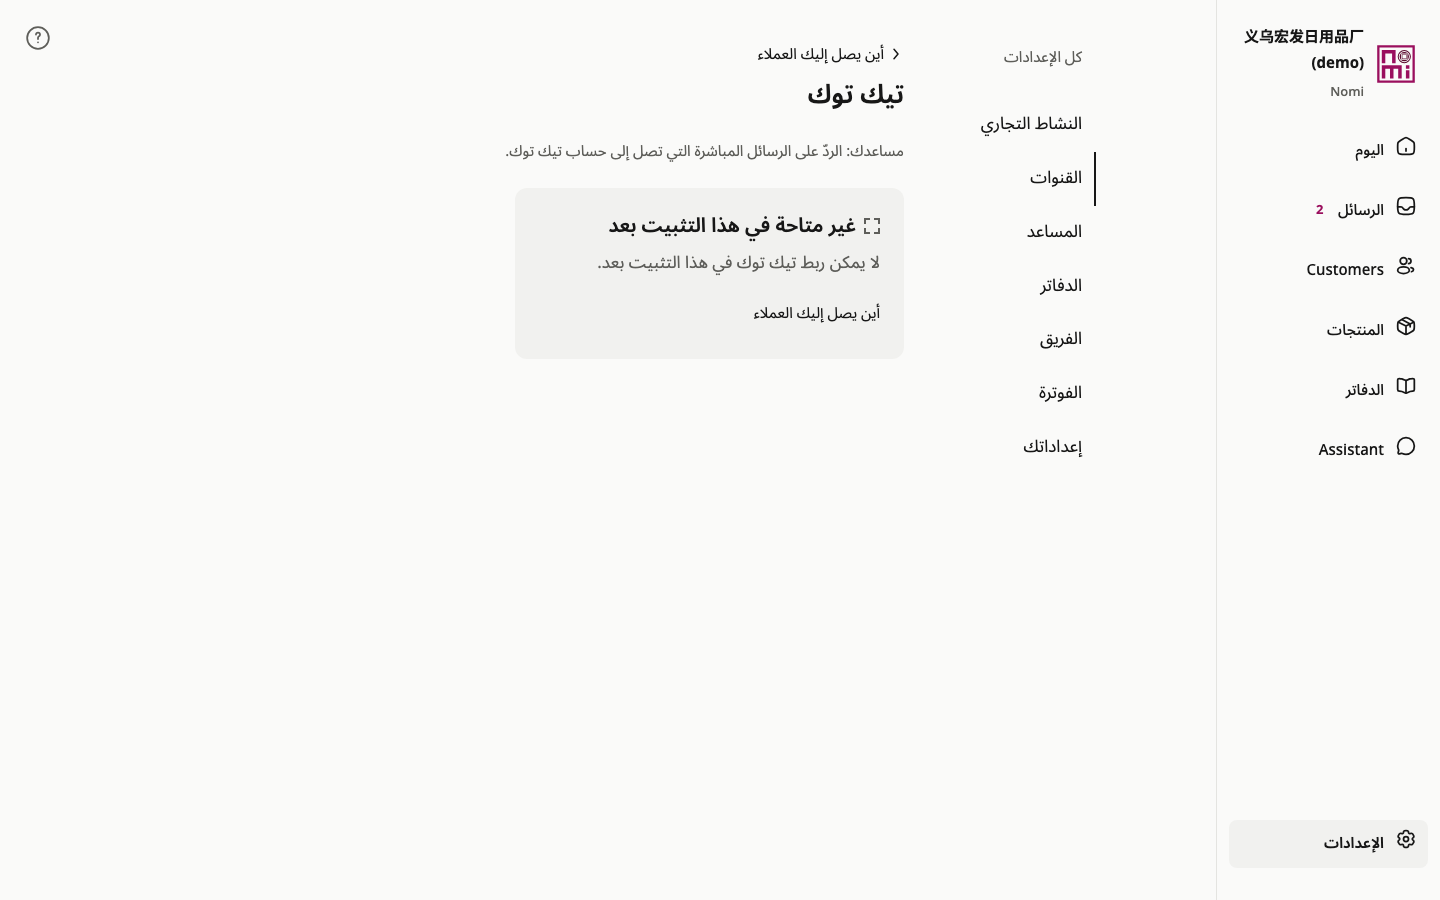 义乌宏发日用品厂
(demo)
Nomi
اليوم
الرسائل 2
Customers
المنتجات
الدفاتر
Assistant
الإعدادات
كل الإعدادات
النشاط التجاري
القنوات
المساعد
الدفاتر
الفريق
الفوترة
إعداداتك
أين يصل إليك العملاء
تيك توك
مساعدك: الردّ على الرسائل المباشرة التي تصل إلى حساب تيك توك.
غير متاحة في هذا التثبيت بعد
لا يمكن ربط تيك توك في هذا التثبيت بعد.
أين يصل إليك العملاء